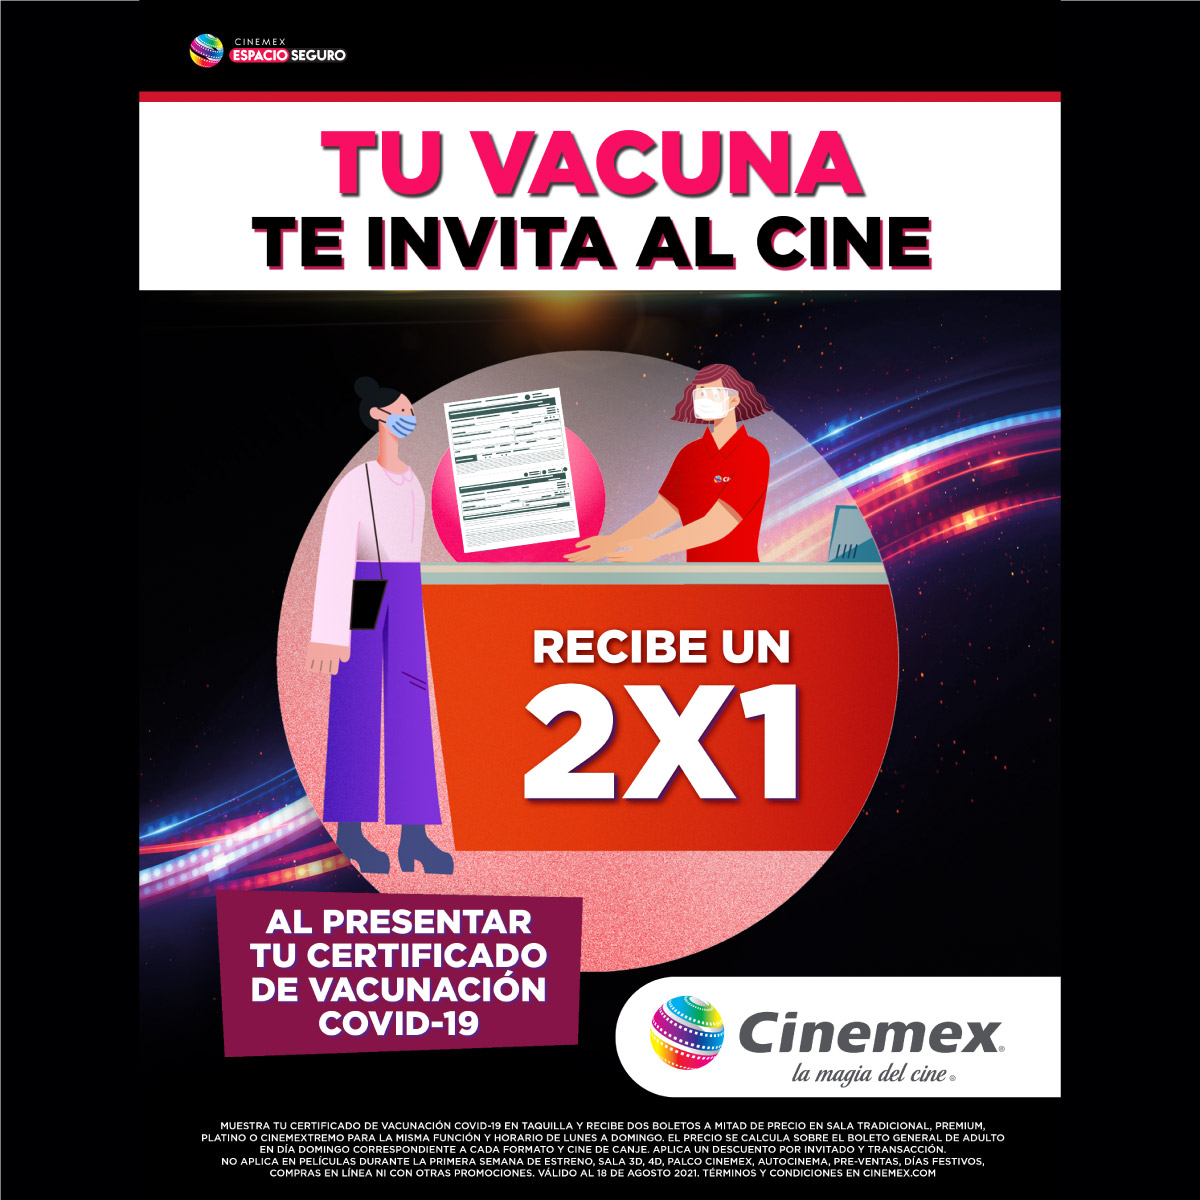 CINEMEX
ESPACIO SEGURO
TU VACUNA
TE INVITA AL CINE
RECIBE UN
2X1
AL PRESENTAR
TU CERTIFICADO
DE VACUNACIÓN
COVID-19
Cinemex®
la magia del cine ®
MUESTRA TU CERTIFICADO DE VACUNACIÓN COVID-19 EN TAQUILLA Y RECIBE DOS BOLETOS A MITAD DE PRECIO EN SALA TRADICIONAL, PREMIUM,
PLATINO O CINEMEXTREMO PARA LA MISMA FUNCIÓN Y HORARIO DE LUNES A DOMINGO. EL PRECIO SE CALCULA SOBRE EL BOLETO GENERAL DE ADULTO
EN DÍA DOMINGO CORRESPONDIENTE A CADA FORMATO Y CINE DE CANJE. APLICA UN DESCUENTO POR INVITADO Y TRANSACCIÓN.
NO APLICA EN PELÍCULAS DURANTE LA PRIMERA SEMANA DE ESTRENO, SALA 3D, 4D, PALCO CINEMEX, AUTOCINEMA, PRE-VENTAS, DÍAS FESTIVOS,
COMPRAS EN LÍNEA NI CON OTRAS PROMOCIONES. VÁLIDO AL 18 DE AGOSTO 2021. TÉRMINOS Y CONDICIONES EN CINEMEX.COM